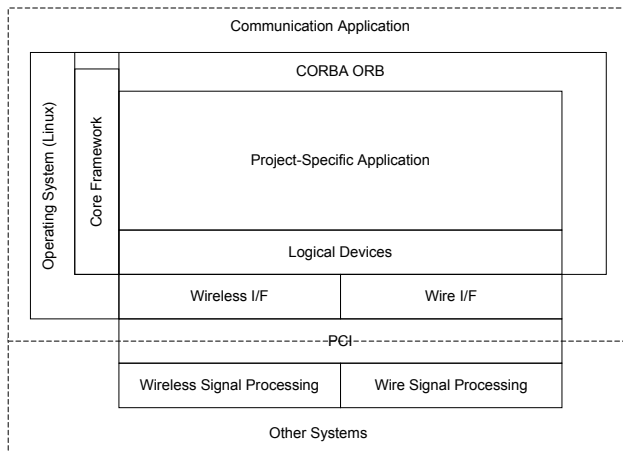 Communication Application
CORBA ORB
Operating System (Linux)
Core Framework
Project-Specific Application
Logical Devices
Wireless I/F
Wire I/F
PCI
Wireless Signal Processing
Wire Signal Processing
Other Systems